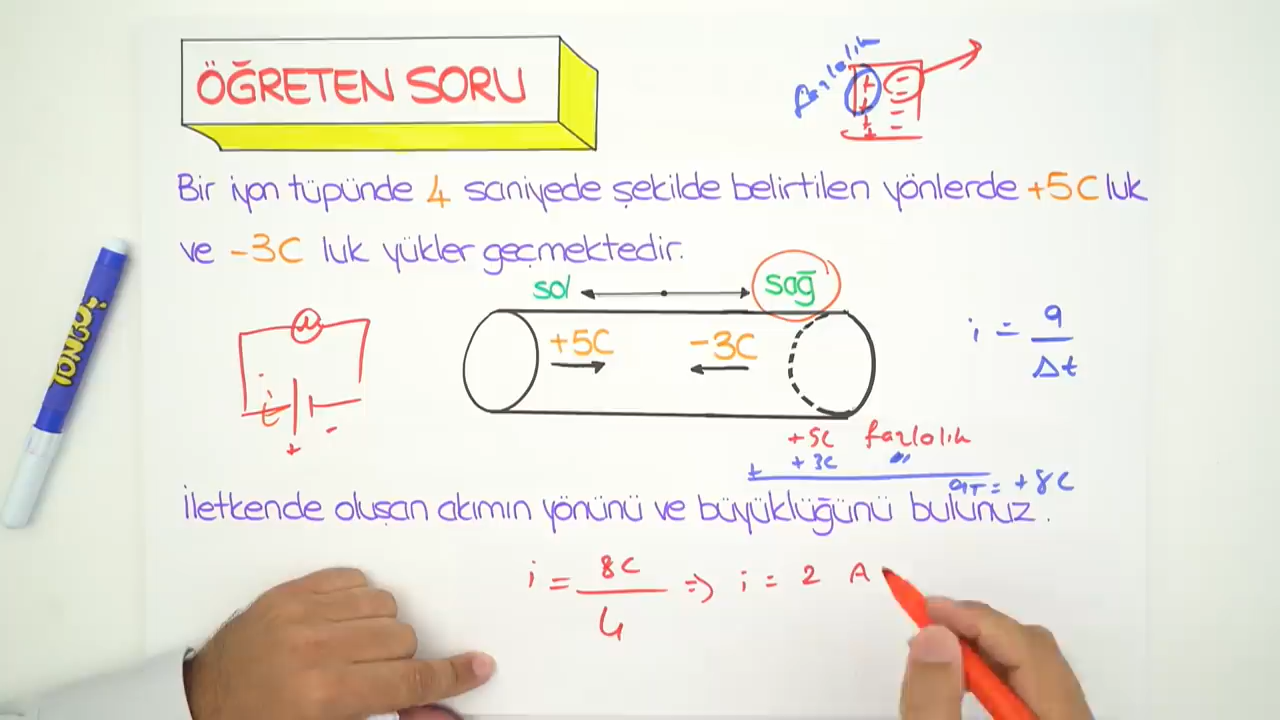 ÖĞRETEN SORU
fazlalık
+ -
+ -
+ -
+ -
Bir iyon tüpünde 4 saniyede şekilde belirtilen yönlerde +5C luk
ve -3C luk yükler geçmektedir.
sol sağ
+5C -3C
i = q
Δt
i
+ -
+5C fazlalık
+ 3C
+
qT = +8C
İletkende oluşan akımın yönünü ve büyüklüğünü bulunuz.
i = 8C ⇒ i = 2 A
4